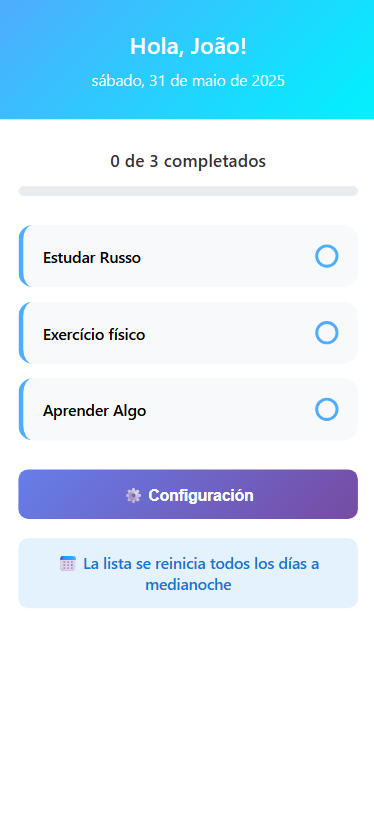 Hola, João!
sábado, 31 de maio de 2025
0 de 3 completados
Estudar Russo
Exercício físico
Aprender Algo
⚙️ Configuración
📅 La lista se reinicia todos los días a
medianoche